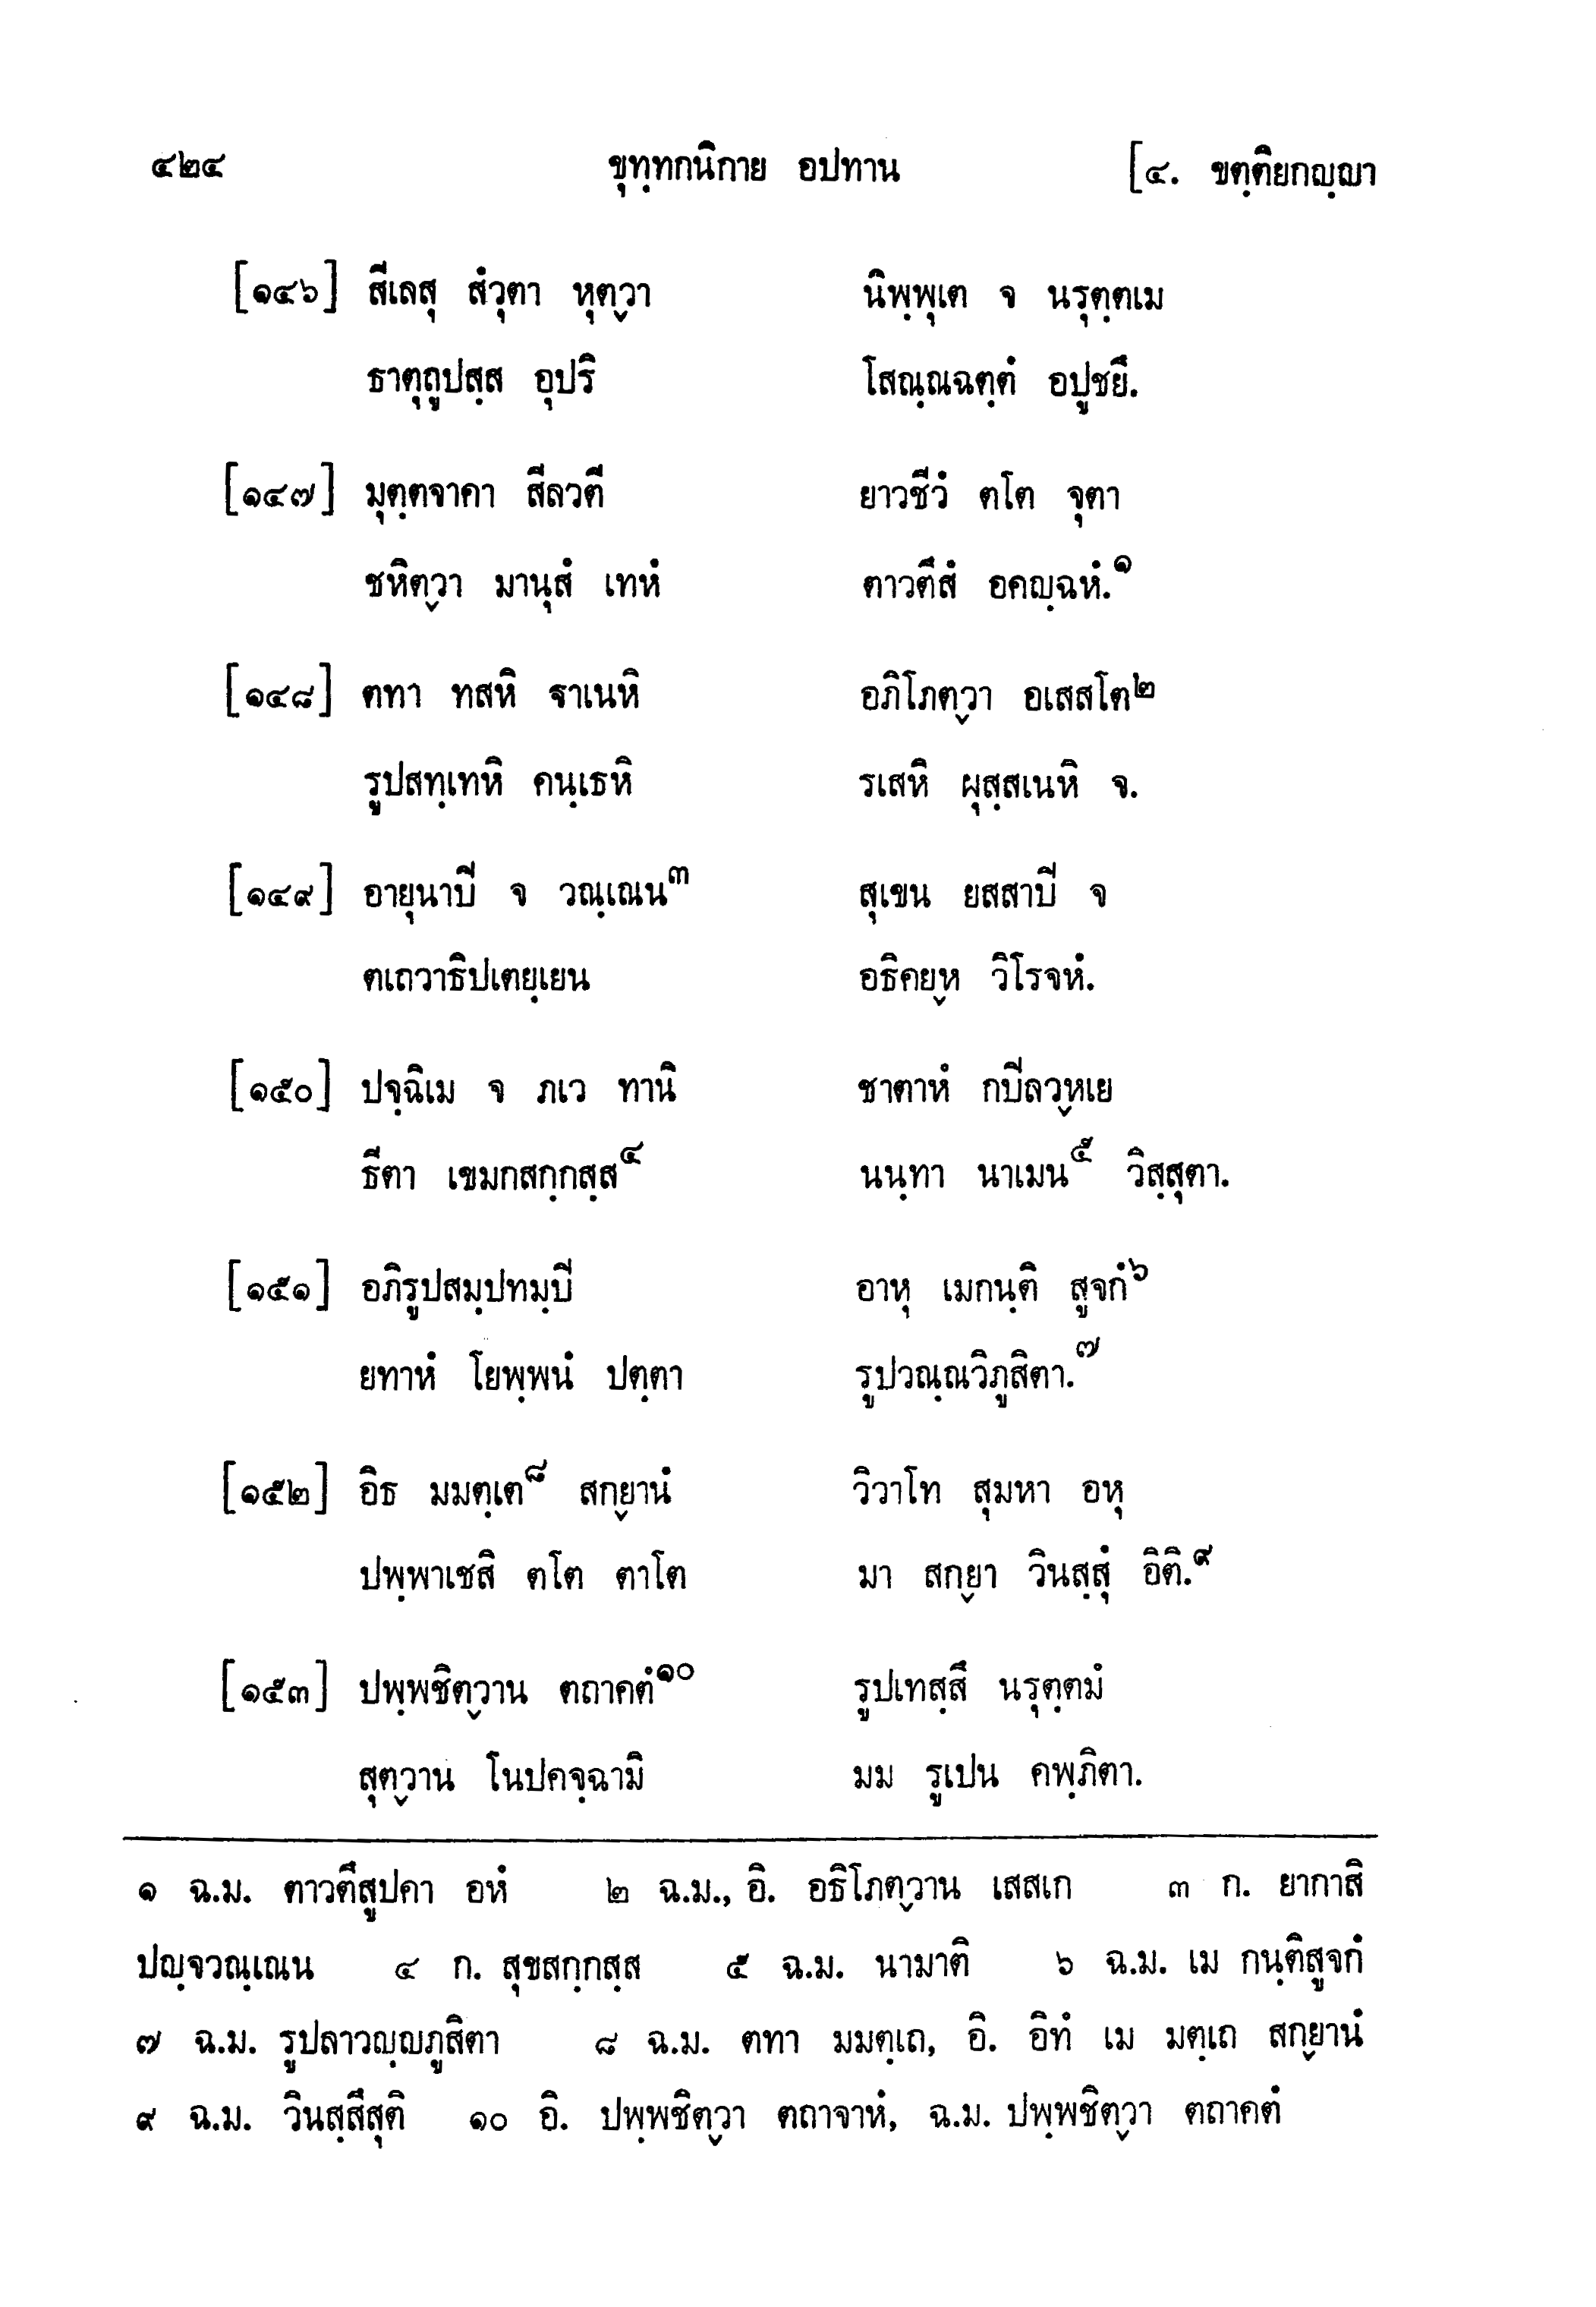 ๔๒๔ ขุทฺทกนิกาย อปทาน [๔. ขตฺติยกญฺญา
[๑๔๖] สีเลสุ สํวุตา หุตฺวา นิพฺพุเต จ นรุตฺตเม
ธาตุถูปสฺส อุปริ โสณฺณฉตฺตํ อปูชยึ.
[๑๔๗] มุตฺตจาคา สีลวตี ยาวชีวํ ตโต จุตา
ชหิตฺวา มานุสํ เทหํ ตาวตึสํ อคญฺฉหํ.๑
[๑๔๘] ตทา ทสหิ ฐาเนหิ อภิโภตฺวา อเสสโต๒
รูปสทฺเทหิ คนฺเธหิ รเสหิ ผุสฺสเนหิ จ.
[๑๔๙] อายุนาปิ จ วณฺเณน๓ สุเขน ยสสาปิ จ
ตเถวาธิปเตยฺเยน อธิคยฺห วิโรจหํ.
[๑๕๐] ปจฺฉิเม จ ภเว ทานิ ชาตาหํ กปิลวฺหเย
ธีตา เขมกสกฺกสฺส๔ นนฺทา นาเมน๕ วิสฺสุตา.
[๑๕๑] อภิรูปสมฺปทมฺปิ อาหุ เมกนฺติ สูจกํ๖
ยทาหํ โยพฺพนํ ปตฺตา รูปวณฺณวิภูสิตา.๗
[๑๕๒] อิธ มมตฺเต๘ สกฺยานํ วิวาโท สุมหา อหุ
ปพฺพาเชสิ ตโต ตาโต มา สกฺยา วินสฺสุํ อิติ.๙
[๑๕๓] ปพฺพชิตฺวาน ตถาคตํ๑๐ รูปเทสฺสึ นรุตฺตมํ
สุตฺวาน โนปคจฺฉามิ มม รูเปน คพฺภิตา.
๑ ฉ.ม. ตาวตึสูปคา อหํ ๒ ฉ.ม., อิ. อธิโภตฺวาน เสสเก ๓ ก. ยากาสิ
ปญฺจวณฺเณน ๔ ก. สุขสกฺกสฺส ๕ ฉ.ม. นามาติ ๖ ฉ.ม. เม กนฺติสูจกํ
๗ ฉ.ม. รูปลาวญฺญภูสิตา ๘ ฉ.ม. ตทา มมตฺเถ, อิ. อิทํ เม มตฺเถ สกฺยานํ
๙ ฉ.ม. วินสฺสึสุติ ๑๐ อิ. ปพฺพชิตฺวา ตถาจาหํ, ฉ.ม. ปพฺพชิตฺวา ตถาคตํ